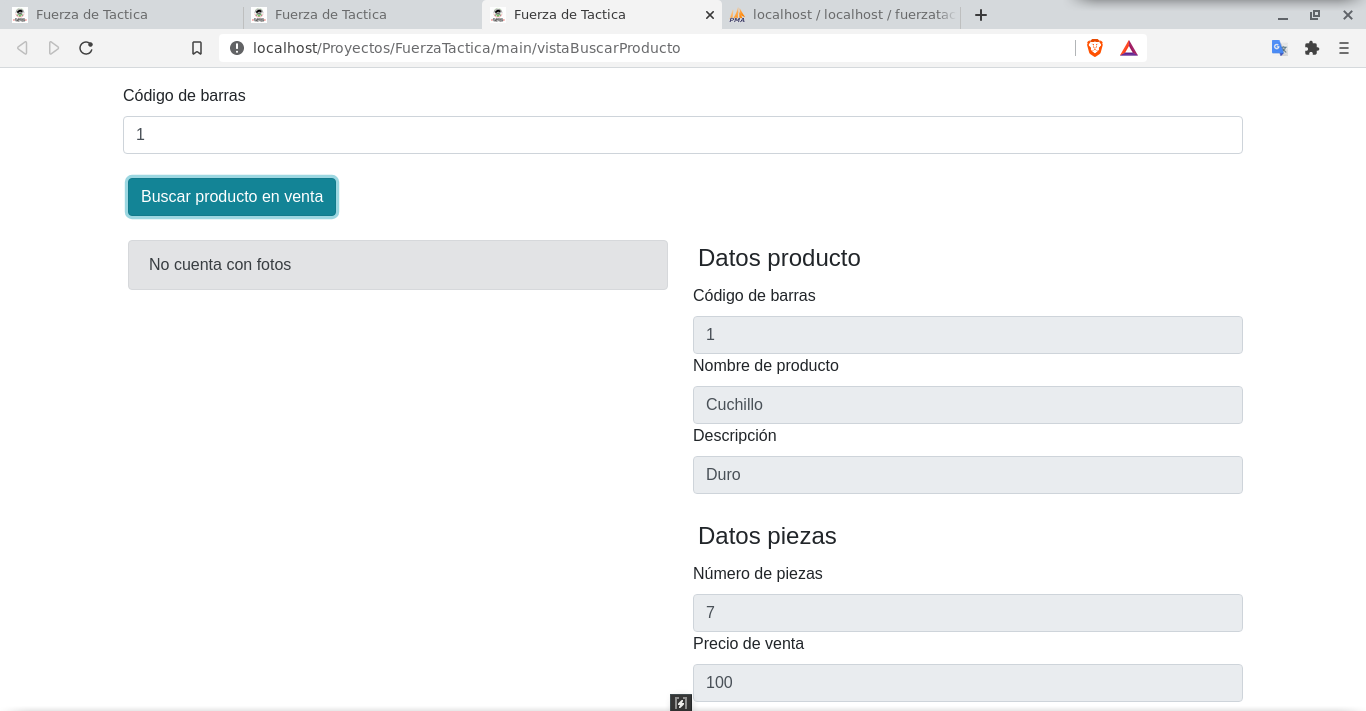 Fuerza de Tactica
Fuerza de Tactica
Fuerza de Tactica
PMA localhost / localhost / fuerzatac
localhost/Proyectos/FuerzaTactica/main/vistaBuscarProducto
Código de barras
1
Buscar producto en venta
No cuenta con fotos
Datos producto
Código de barras
1
Nombre de producto
Cuchillo
Descripción
Duro
Datos piezas
Número de piezas
7
Precio de venta
100